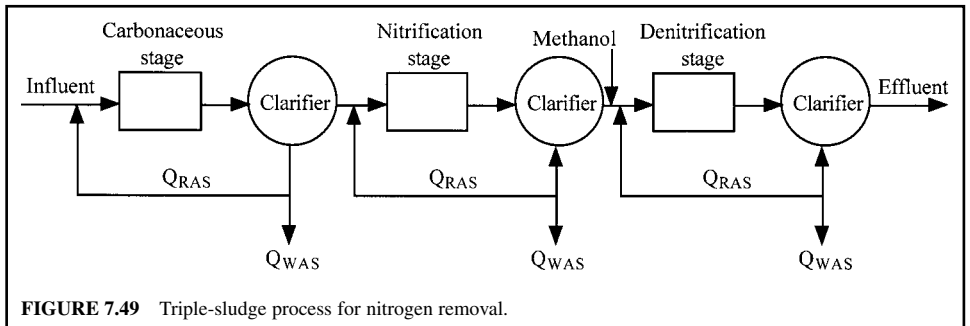 Carbonaceous
stage
Nitrification
stage
Methanol
Denitrification
stage
Influent
Clarifier
Clarifier
Clarifier
Effluent
QRAS
QRAS
QRAS
QWAS
QWAS
QWAS
FIGURE 7.49 Triple-sludge process for nitrogen removal.